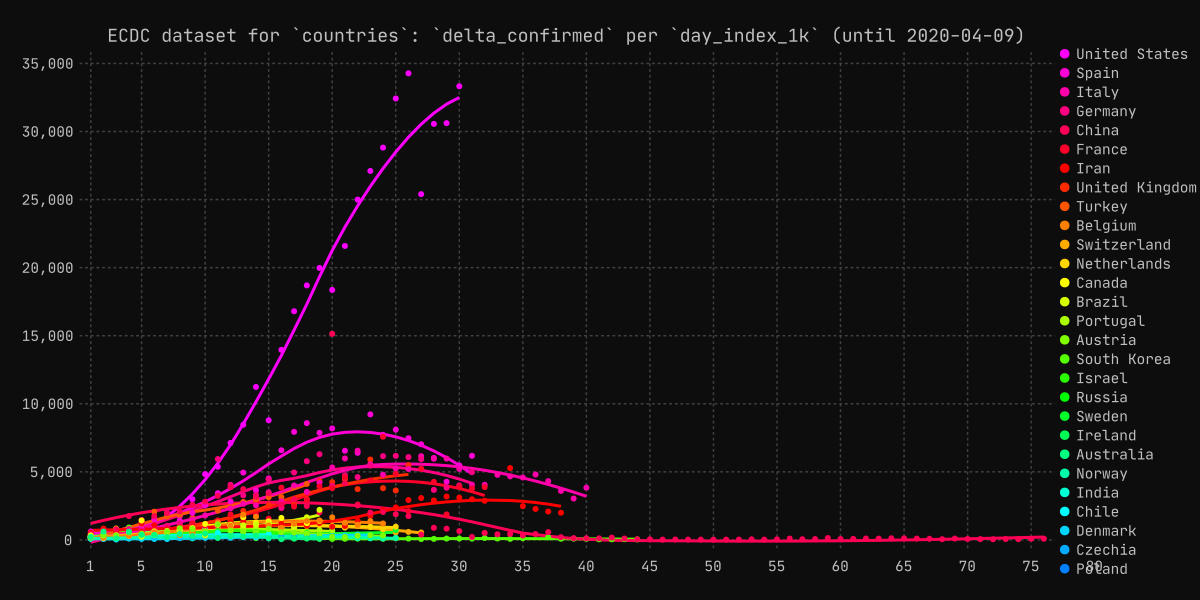 ECDC dataset for `countries`: `delta_confirmed` per `day_index_1k` (until 2020-04-09)
35,000
30,000
25,000
20,000
15,000
10,000
5,000
0
1 5 10 15 20 25 30 35 40 45 50 55 60 65 70 75 80
United States
Spain
Italy
Germany
China
France
Iran
United Kingdom
Turkey
Belgium
Switzerland
Netherlands
Canada
Brazil
Portugal
Austria
South Korea
Israel
Russia
Sweden
Ireland
Australia
Norway
India
Chile
Denmark
Czechia
Poland